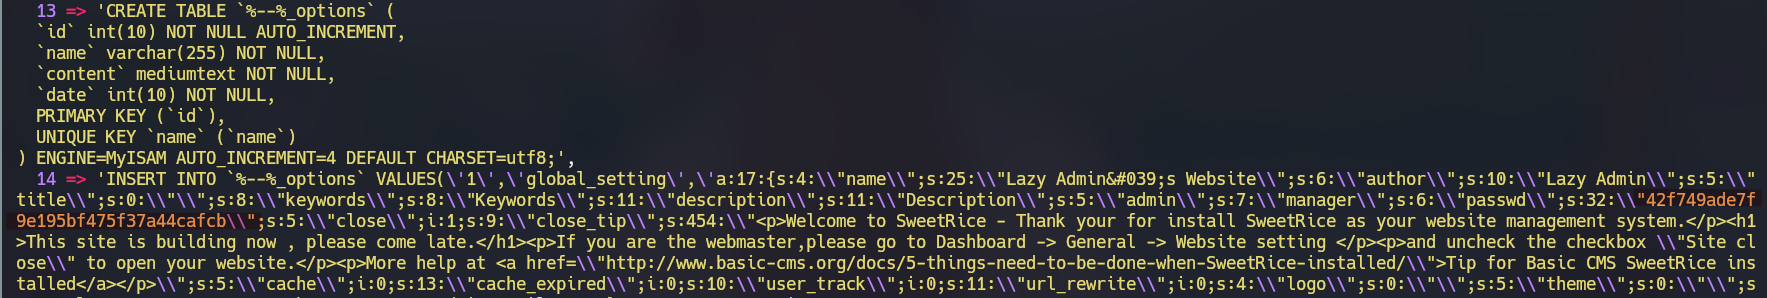 13 => 'CREATE TABLE `%--%_options` (
`id` int(10) NOT NULL AUTO_INCREMENT,
`name` varchar(255) NOT NULL,
`content` mediumtext NOT NULL,
`date` int(10) NOT NULL,
PRIMARY KEY (`id`),
UNIQUE KEY `name` (`name`)
) ENGINE=MyISAM AUTO_INCREMENT=4 DEFAULT CHARSET=utf8;',
14 => 'INSERT INTO `%--%_options` VALUES(\'1\',\'global_setting\',\'a:17:{s:4:\\"name\\";s:25:\\"Lazy Admin&#039;s Website\\";s:6:\\"author\\";s:10:\\"Lazy Admin\\";s:5:\\"
title\\";s:0:\\"\\";s:8:\\"keywords\\";s:8:\\"Keywords\\";s:11:\\"description\\";s:11:\\"Description\\";s:5:\\"admin\\";s:7:\\"manager\\";s:6:\\"passwd\\";s:32:\\"42f749ade7f
9e195bf475f37a44cafcb\\";s:5:\\"close\\";i:1;s:9:\\"close_tip\\";s:454:\\"<p>Welcome to SweetRice - Thank your for install SweetRice as your website management system.</p><h1
>This site is building now , please come late.</h1><p>If you are the webmaster,please go to Dashboard -> General -> Website setting </p><p>and uncheck the checkbox \\"Site cl
ose\\" to open your website.</p><p>More help at <a href=\\"http://www.basic-cms.org/docs/5-things-need-to-be-done-when-SweetRice-installed/\\">Tip for Basic CMS SweetRice ins
talled</a></p>\\";s:5:\\"cache\\";i:0;s:13:\\"cache_expired\\";i:0;s:10:\\"user_track\\";i:0;s:11:\\"url_rewrite\\";i:0;s:4:\\"logo\\";s:0:\\"\\";s:5:\\"theme\\";s:0:\\"\\";s